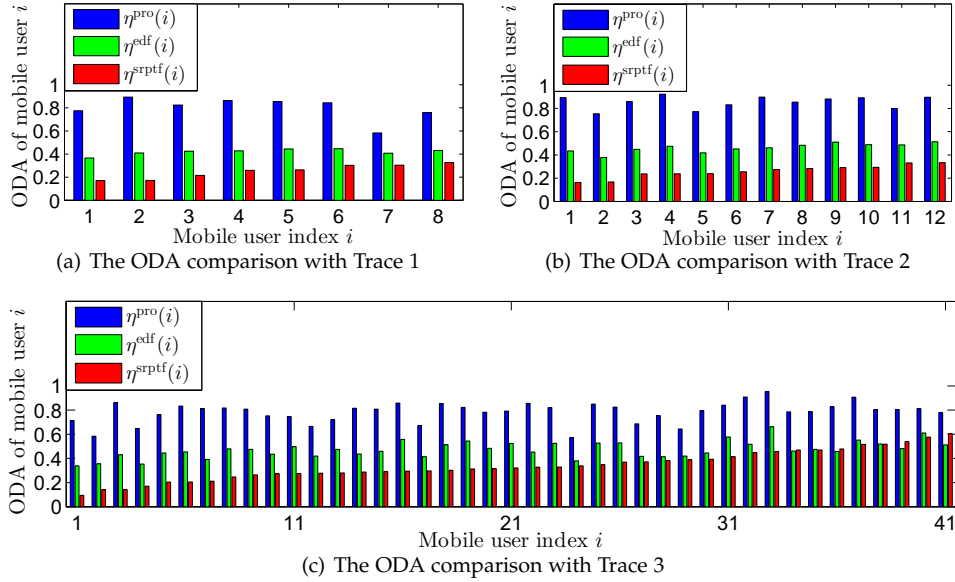 η^pro(i)
η^edf(i)
η^srptf(i)
ODA of mobile user i
1
0.8
0.6
0.4
0.2
0
1 2 3 4 5 6 7 8
Mobile user index i
(a) The ODA comparison with Trace 1
η^pro(i)
η^edf(i)
η^srptf(i)
ODA of mobile user i
1
0.8
0.6
0.4
0.2
0
1 2 3 4 5 6 7 8 9 10 11 12
Mobile user index i
(b) The ODA comparison with Trace 2
η^pro(i)
η^edf(i)
η^srptf(i)
ODA of mobile user i
1
0.8
0.6
0.4
0.2
0
1 11 21 31 41
Mobile user index i
(c) The ODA comparison with Trace 3